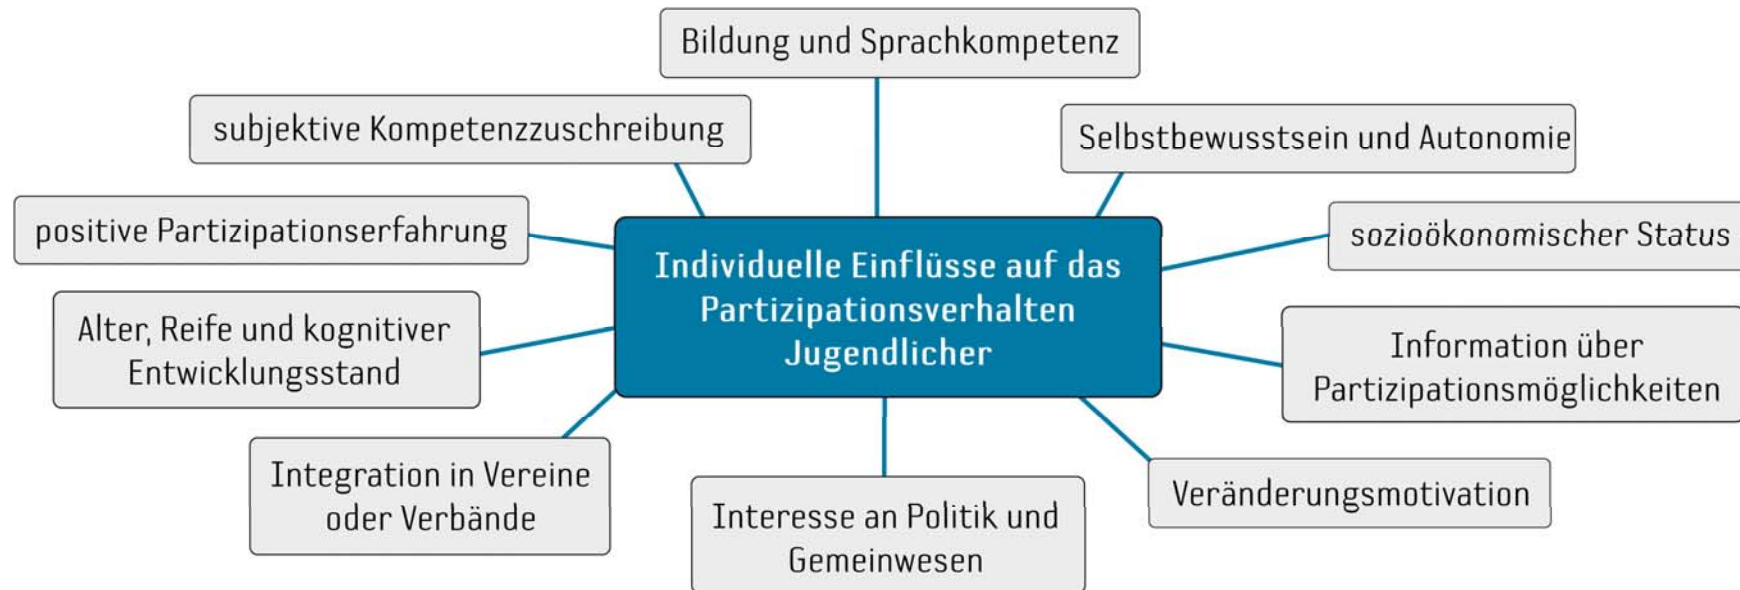 Bildung und Sprachkompetenz
subjektive Kompetenzzuschreibung
Selbstbewusstsein und Autonomie
positive Partizipationserfahrung
sozioökonomischer Status
Individuelle Einflüsse auf das
Partizipationsverhalten
Jugendlicher
Alter, Reife und kognitiver
Entwicklungsstand
Information über
Partizipationsmöglichkeiten
Integration in Vereine
oder Verbände
Interesse an Politik und
Gemeinwesen
Veränderungsmotivation